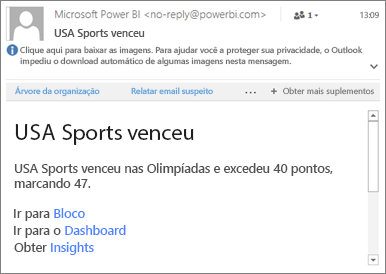 Microsoft Power BI <no-reply@powerbi.com>
1
13:09
USA Sports venceu
Clique aqui para baixar as imagens. Para ajudar você a proteger sua privacidade, o Outlook
impediu o download automático de algumas imagens nesta mensagem.
Árvore da organização Relatar email suspeito ... + Obter mais suplementos
USA Sports venceu
USA Sports venceu nas Olimpíadas e excedeu 40 pontos,
marcando 47.
Ir para Bloco
Ir para o Dashboard
Obter Insights